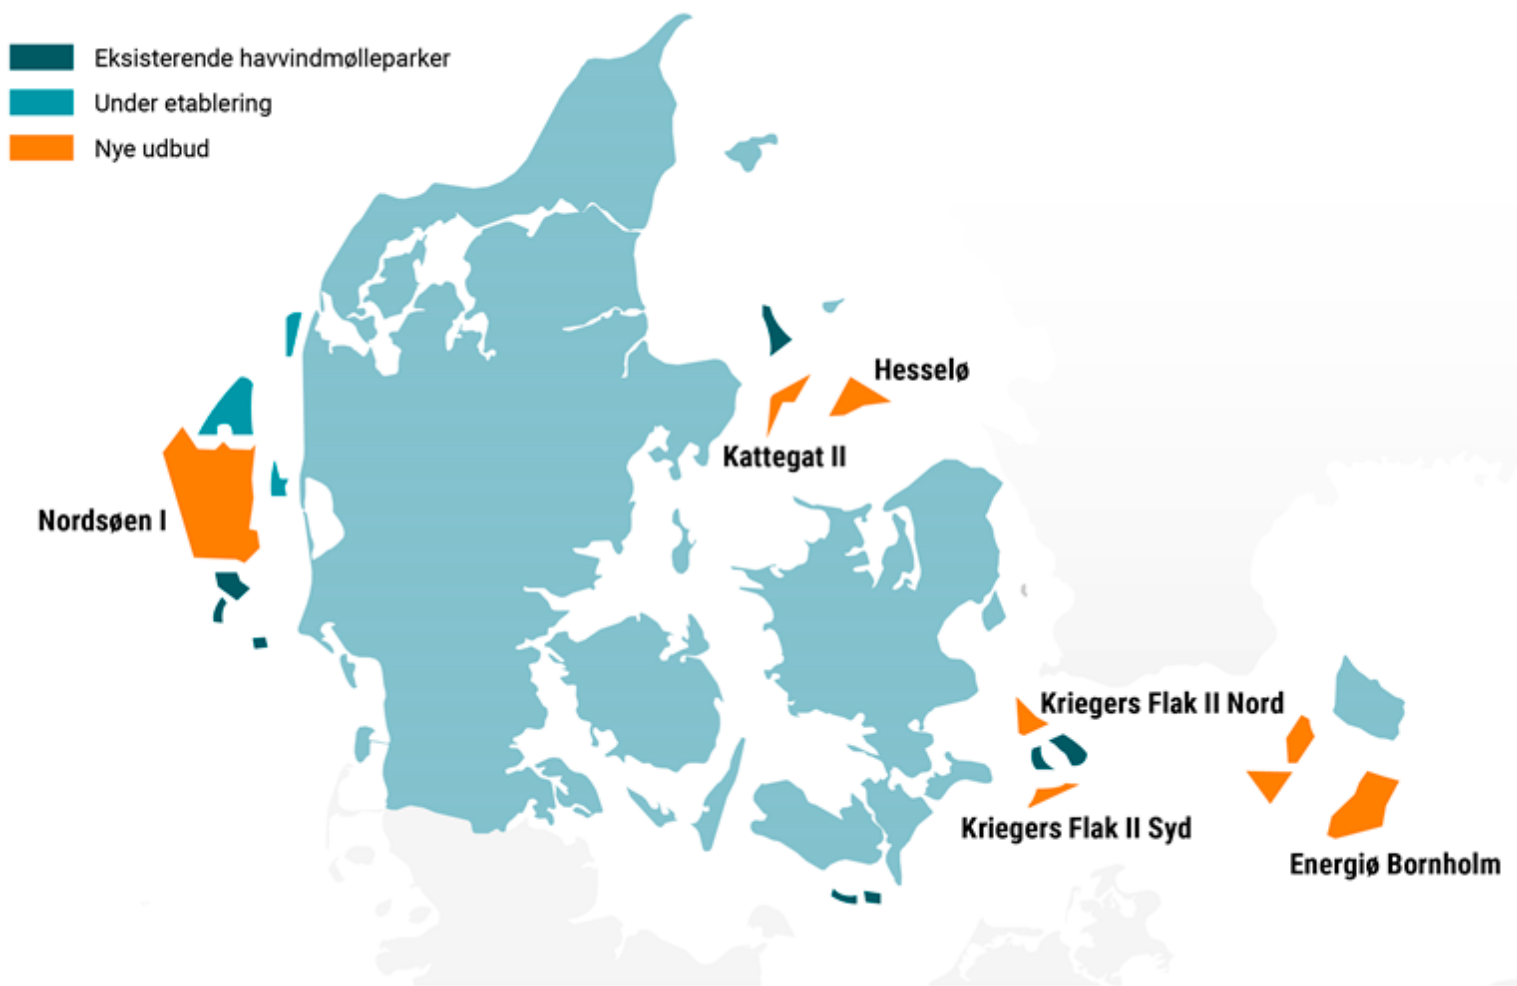 Eksisterende havvindmølleparker
Under etablering
Nye udbud
Hesselø
Kattegat II
Nordsøen I
Kriegers Flak II Nord
Kriegers Flak II Syd
Energiø Bornholm